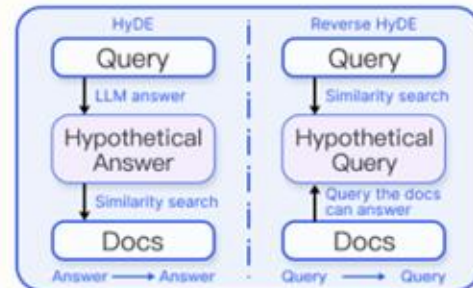 HyDE
Query
LLM answer
Hypothetical
Answer
Similarity search
Docs
Answer Answer
Reverse HyDE
Query
Similarity search
Hypothetical
Query
Query the docs
can answer
Docs
Query Query